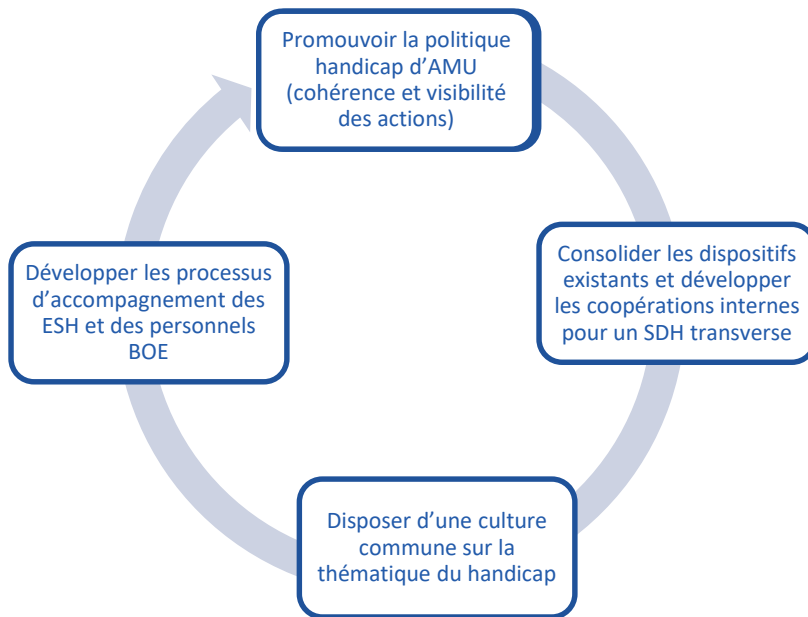 Promouvoir la politique
handicap d’AMU
(cohérence et visibilité
des actions)
Consolider les dispositifs
existants et développer
les coopérations internes
pour un SDH transverse
Disposer d’une culture
commune sur la
thématique du handicap
Développer les processus
d’accompagnement des
ESH et des personnels
BOE